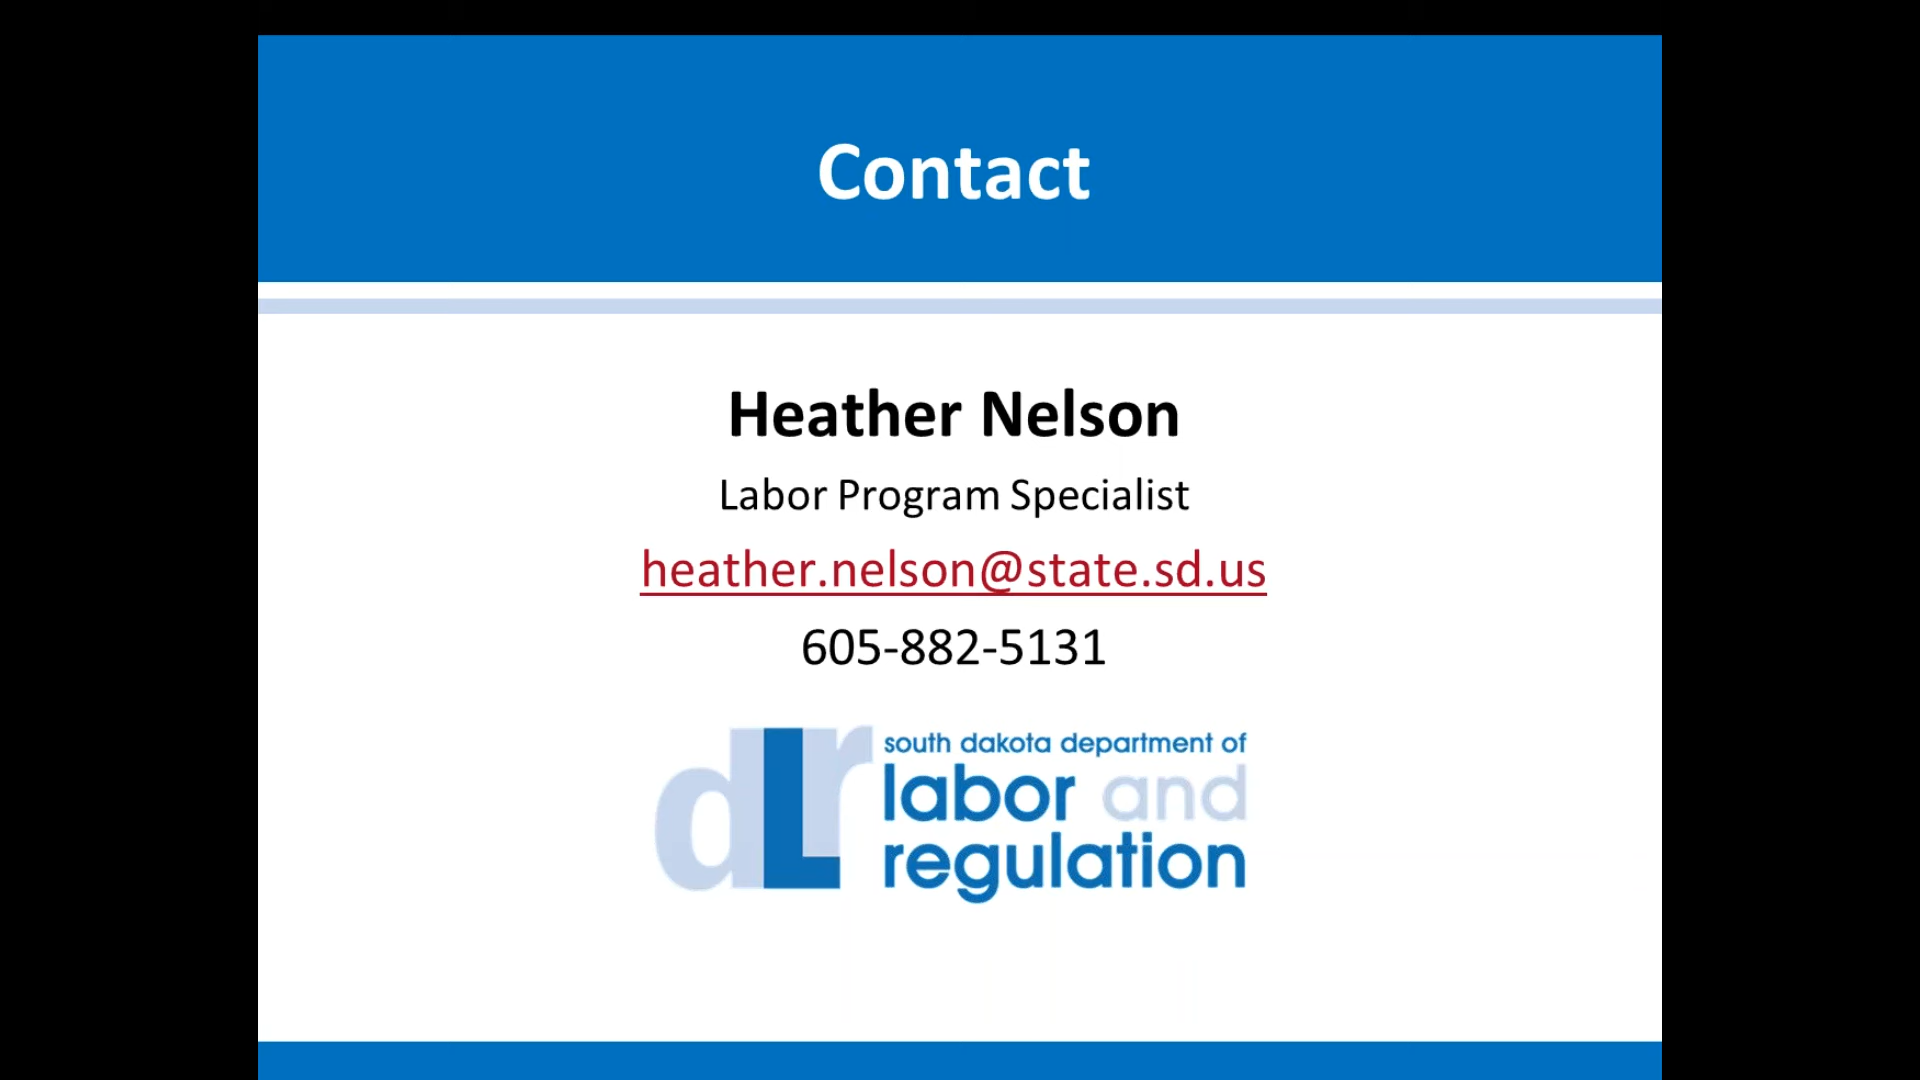 Contact
Heather Nelson
Labor Program Specialist
heather.nelson@state.sd.us
605-882-5131
dLr
south dakota department of
labor and
regulation